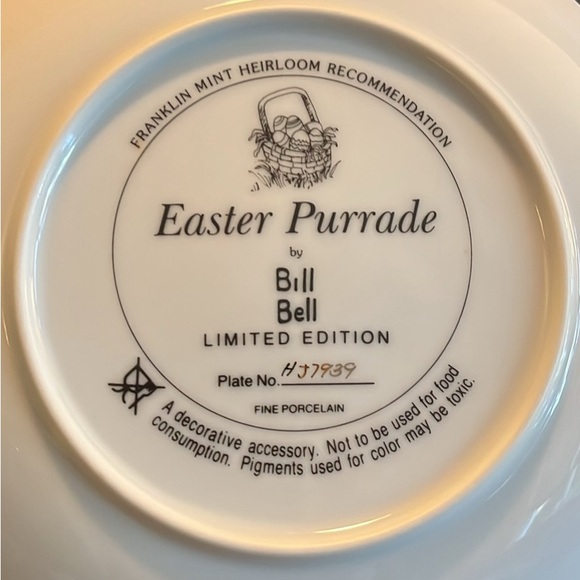 FRANKLIN MINT HEIRLOOM RECOMMENDATION
Easter Purrade
by
Bill
Bell
LIMITED EDITION
Plate No. HJ7939
FINE PORCELAIN
A decorative accessory. Not to be used for food
consumption. Pigments used for color may be toxic.